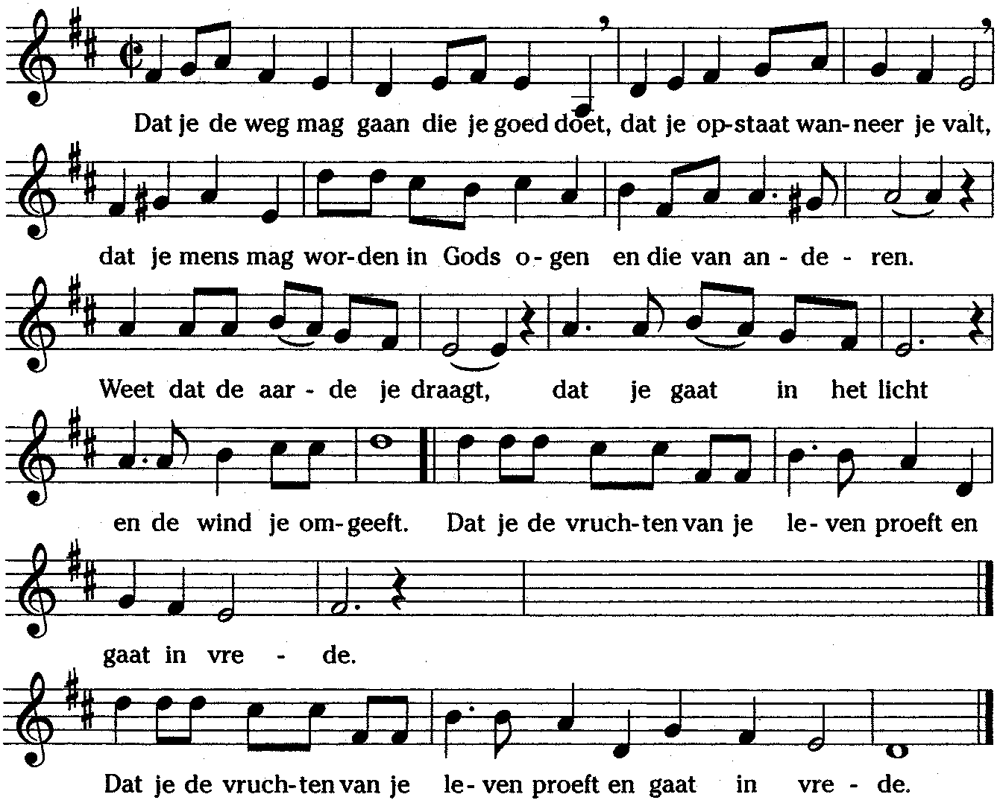 Dat je de weg mag gaan die je goed doet, dat je op-staat wan-neer je valt,
dat je mens mag wor-den in Gods o-gen en die van an-de-ren.
Weet dat de aar-de je draagt, dat je gaat in het licht
en de wind je om-geeft. Dat je de vruch-ten van je le-ven proeft en
gaat in vre-de.
Dat je de vruch-ten van je le-ven proeft en gaat in vre-de.